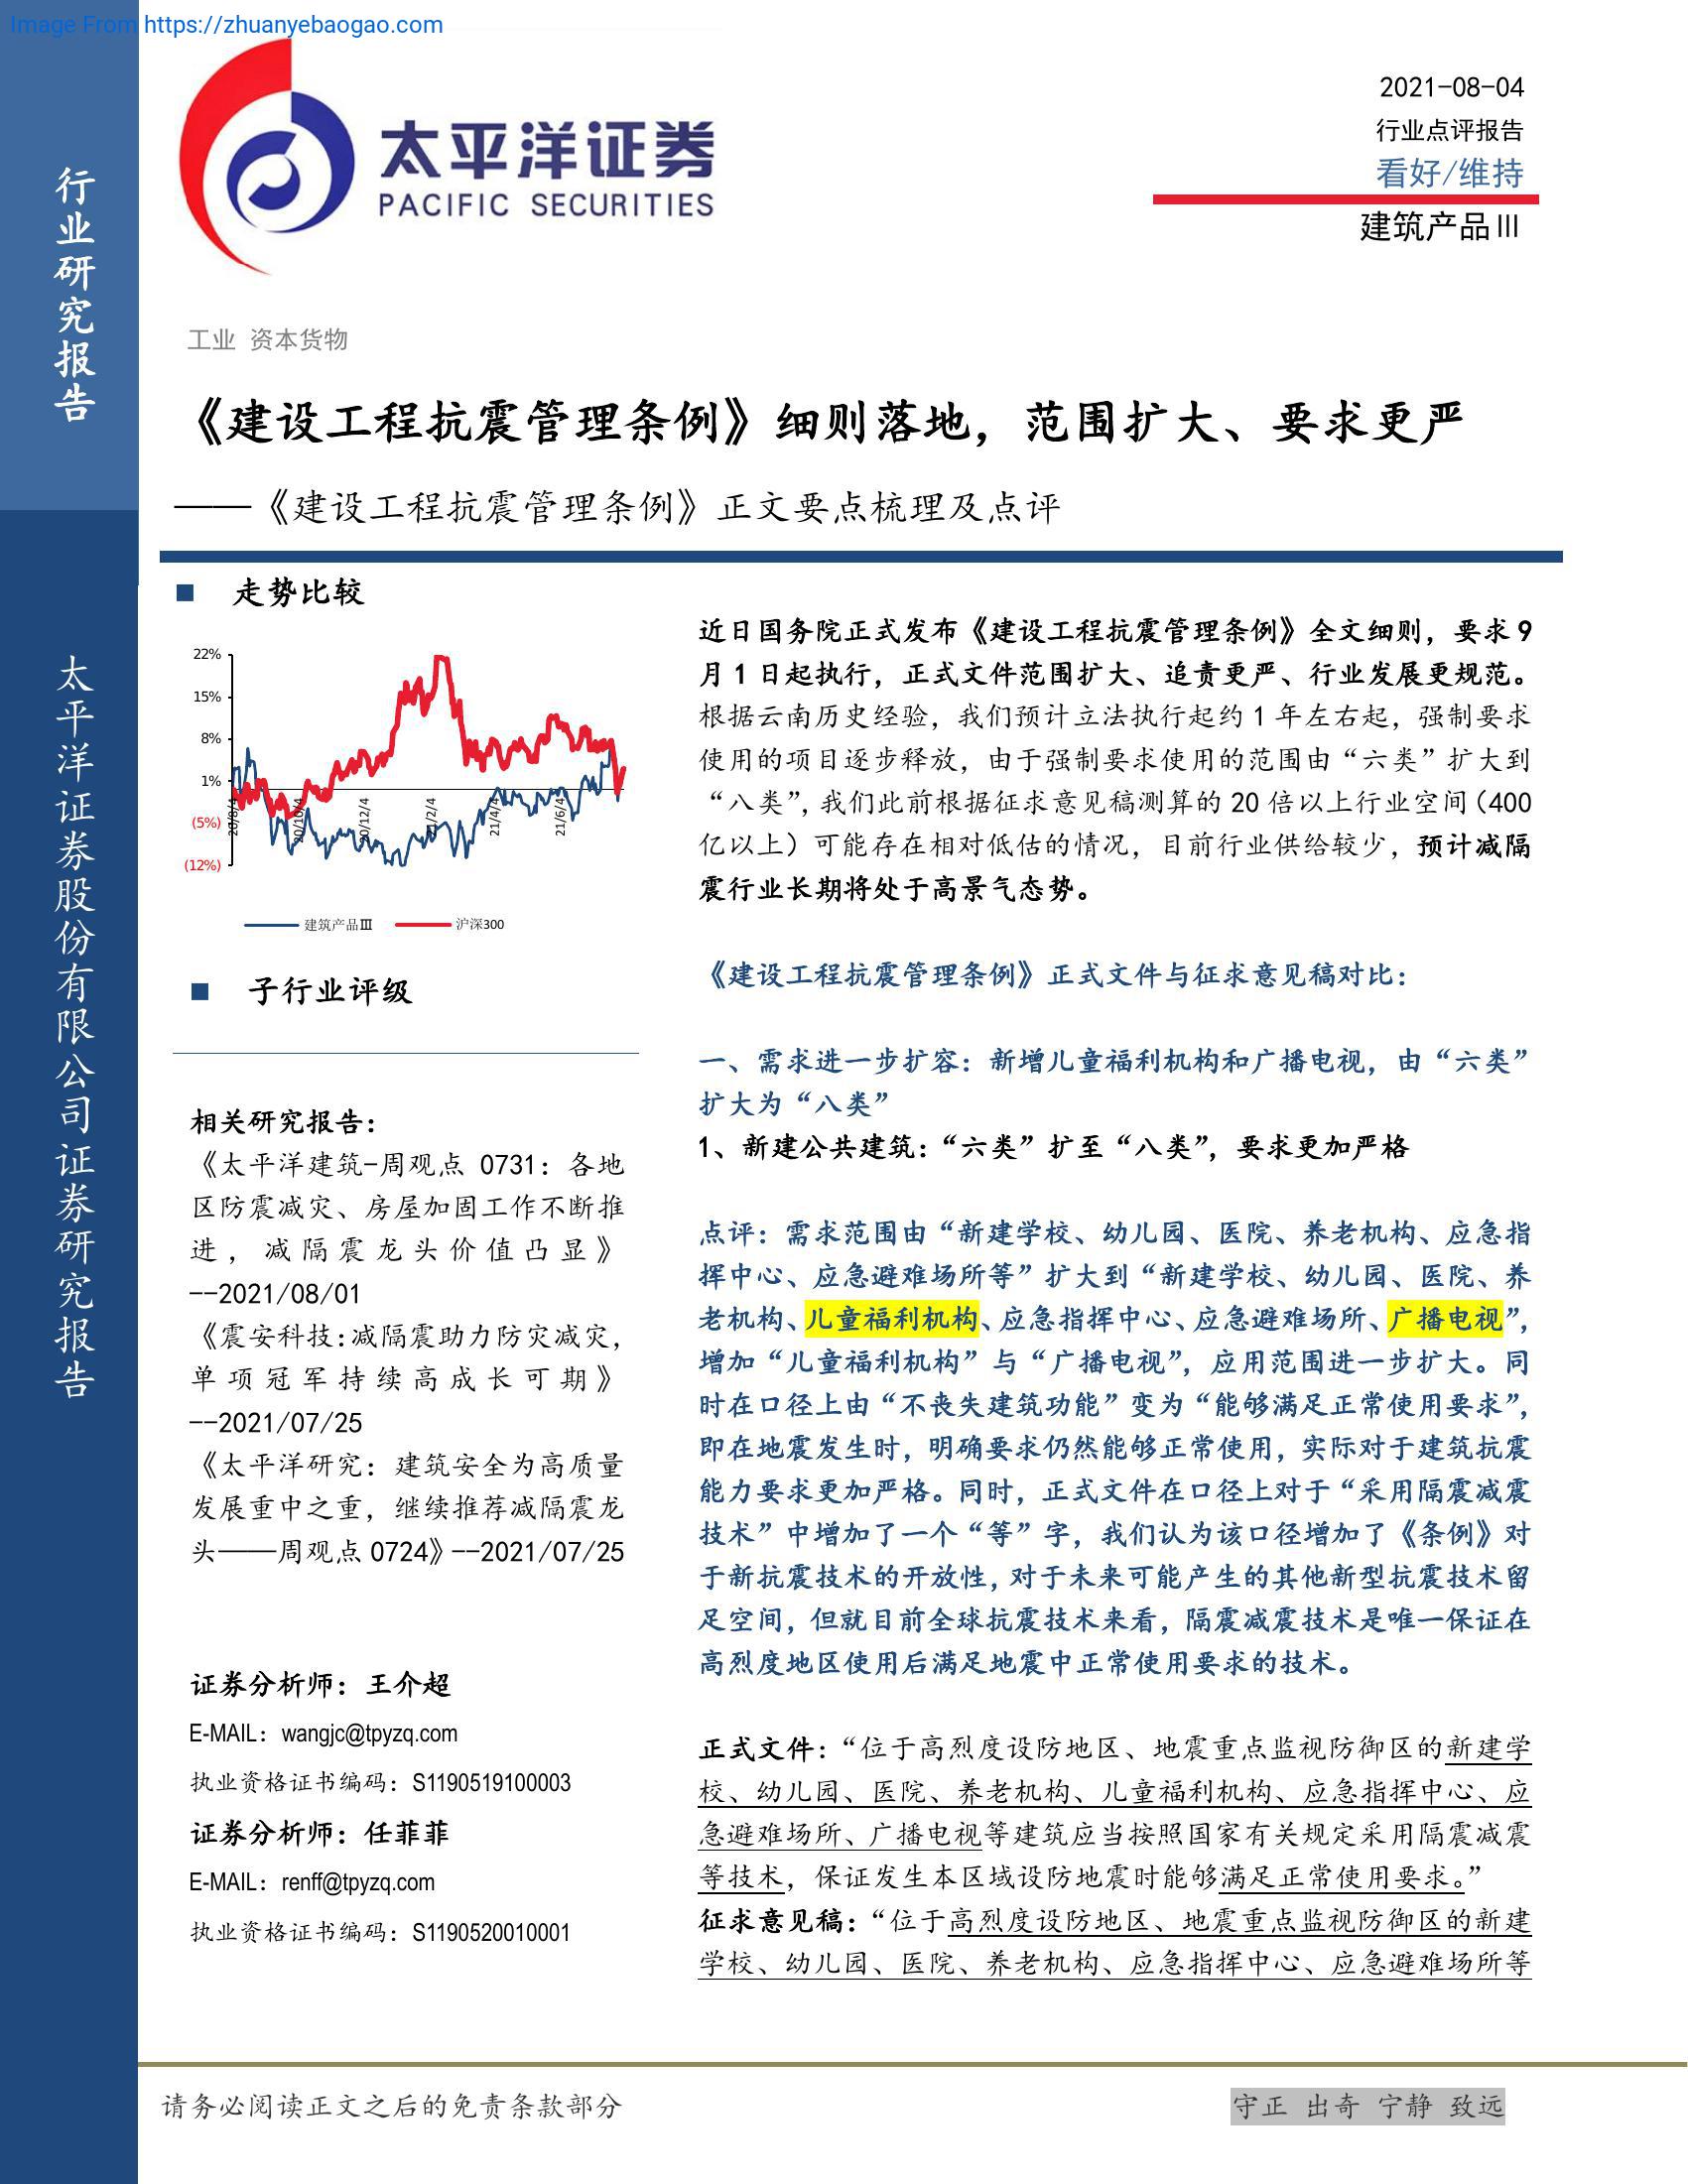 Image From https://zhuanyebaogao.com
行业研究报告
太平洋证券股份有限公司证券研究报告
太平洋证券
PACIFIC SECURITIES
2021-08-04
行业点评报告
看好/维持
建筑产品Ⅲ
工业 资本货物
《建设工程抗震管理条例》细则落地，范围扩大、要求更严
——《建设工程抗震管理条例》正文要点梳理及点评
■ 走势比较
22%
15%
8%
1%
(5%)
(12%)
20/8/4
20/10/4
20/12/4
21/2/4
21/4/4
21/6/4
建筑产品Ⅲ 沪深300
■ 子行业评级
相关研究报告：
《太平洋建筑-周观点 0731：各地
区防震减灾、房屋加固工作不断推
进，减隔震龙头价值凸显》
--2021/08/01
《震安科技:减隔震助力防灾减灾，
单项冠军持续高成长可期》
--2021/07/25
《太平洋研究：建筑安全为高质量
发展重中之重，继续推荐减隔震龙
头——周观点 0724》--2021/07/25
证券分析师：王介超
E-MAIL：wangjc@tpyzq.com
执业资格证书编码：S1190519100003
证券分析师：任菲菲
E-MAIL：renff@tpyzq.com
执业资格证书编码：S1190520010001
近日国务院正式发布《建设工程抗震管理条例》全文细则，要求 9
月 1 日起执行，正式文件范围扩大、追责更严、行业发展更规范。
根据云南历史经验，我们预计立法执行起约 1 年左右起，强制要求
使用的项目逐步释放，由于强制要求使用的范围由“六类”扩大到
“八类”，我们此前根据征求意见稿测算的 20 倍以上行业空间（400
亿以上）可能存在相对低估的情况，目前行业供给较少，预计减隔
震行业长期将处于高景气态势。
《建设工程抗震管理条例》正式文件与征求意见稿对比：
一、需求进一步扩容：新增儿童福利机构和广播电视，由“六类”
扩大为“八类”
1、新建公共建筑：“六类”扩至“八类”，要求更加严格
点评：需求范围由“新建学校、幼儿园、医院、养老机构、应急指
挥中心、应急避难场所等”扩大到“新建学校、幼儿园、医院、养
老机构、儿童福利机构、应急指挥中心、应急避难场所、广播电视”，
增加“儿童福利机构”与“广播电视”，应用范围进一步扩大。同
时在口径上由“不丧失建筑功能”变为“能够满足正常使用要求”，
即在地震发生时，明确要求仍然能够正常使用，实际对于建筑抗震
能力要求更加严格。同时，正式文件在口径上对于“采用隔震减震
技术”中增加了一个“等”字，我们认为该口径增加了《条例》对
于新抗震技术的开放性，对于未来可能产生的其他新型抗震技术留
足空间，但就目前全球抗震技术来看，隔震减震技术是唯一保证在
高烈度地区使用后满足地震中正常使用要求的技术。
正式文件：“位于高烈度设防地区、地震重点监视防御区的新建学
校、幼儿园、医院、养老机构、儿童福利机构、应急指挥中心、应
急避难场所、广播电视等建筑应当按照国家有关规定采用隔震减震
等技术，保证发生本区域设防地震时能够满足正常使用要求。”
征求意见稿：“位于高烈度设防地区、地震重点监视防御区的新建
学校、幼儿园、医院、养老机构、应急指挥中心、应急避难场所等
请务必阅读正文之后的免责条款部分
守正 出奇 宁静 致远